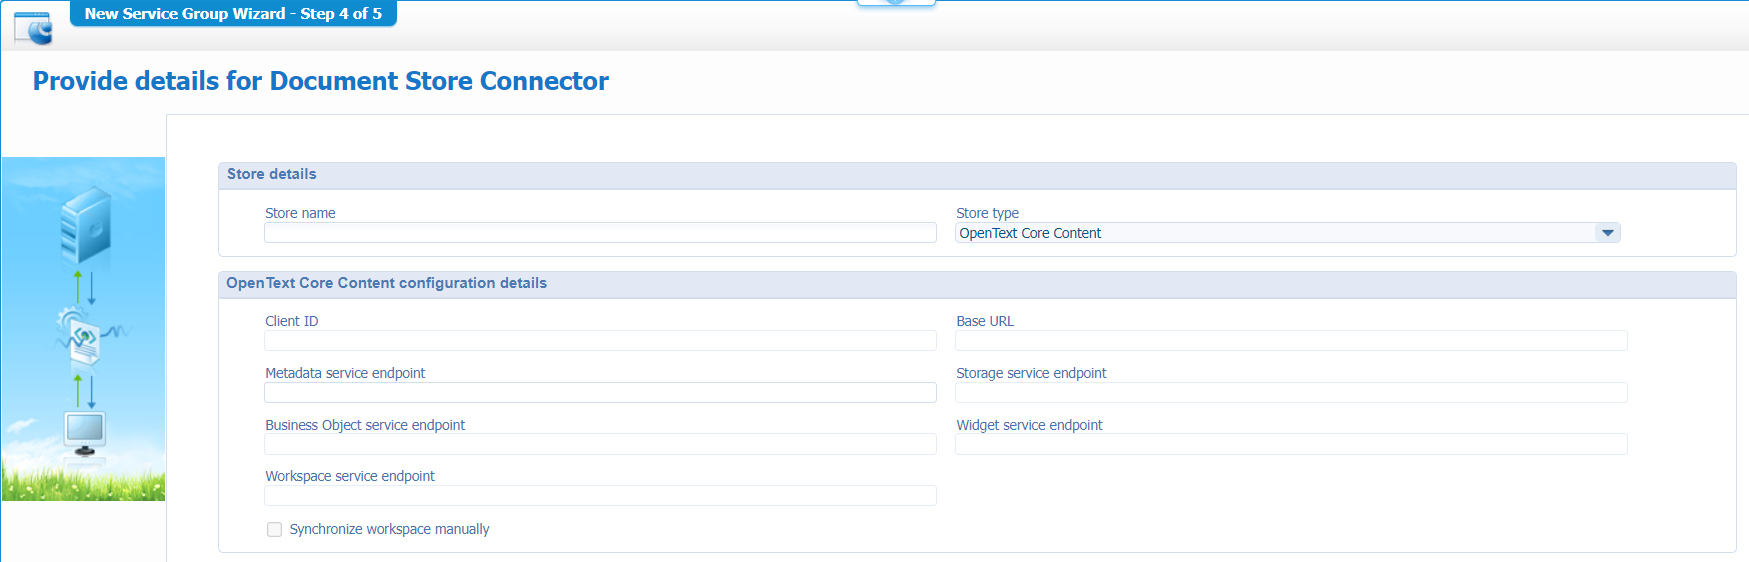 New Service Group Wizard - Step 4 of 5
Provide details for Document Store Connector
Store details
Store name
Store type
OpenText Core Content
OpenText Core Content configuration details
Client ID
Base URL
Metadata service endpoint
Storage service endpoint
Business Object service endpoint
Widget service endpoint
Workspace service endpoint
Synchronize workspace manually